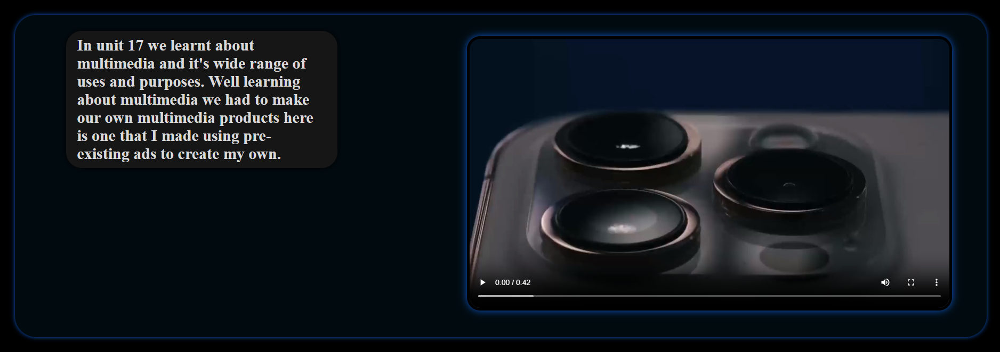 In unit 17 we learnt about
multimedia and it's wide range of
uses and purposes. Well learning
about multimedia we had to make
our own multimedia products here
is one that I made using pre-
existing ads to create my own.
0:00 / 0:42